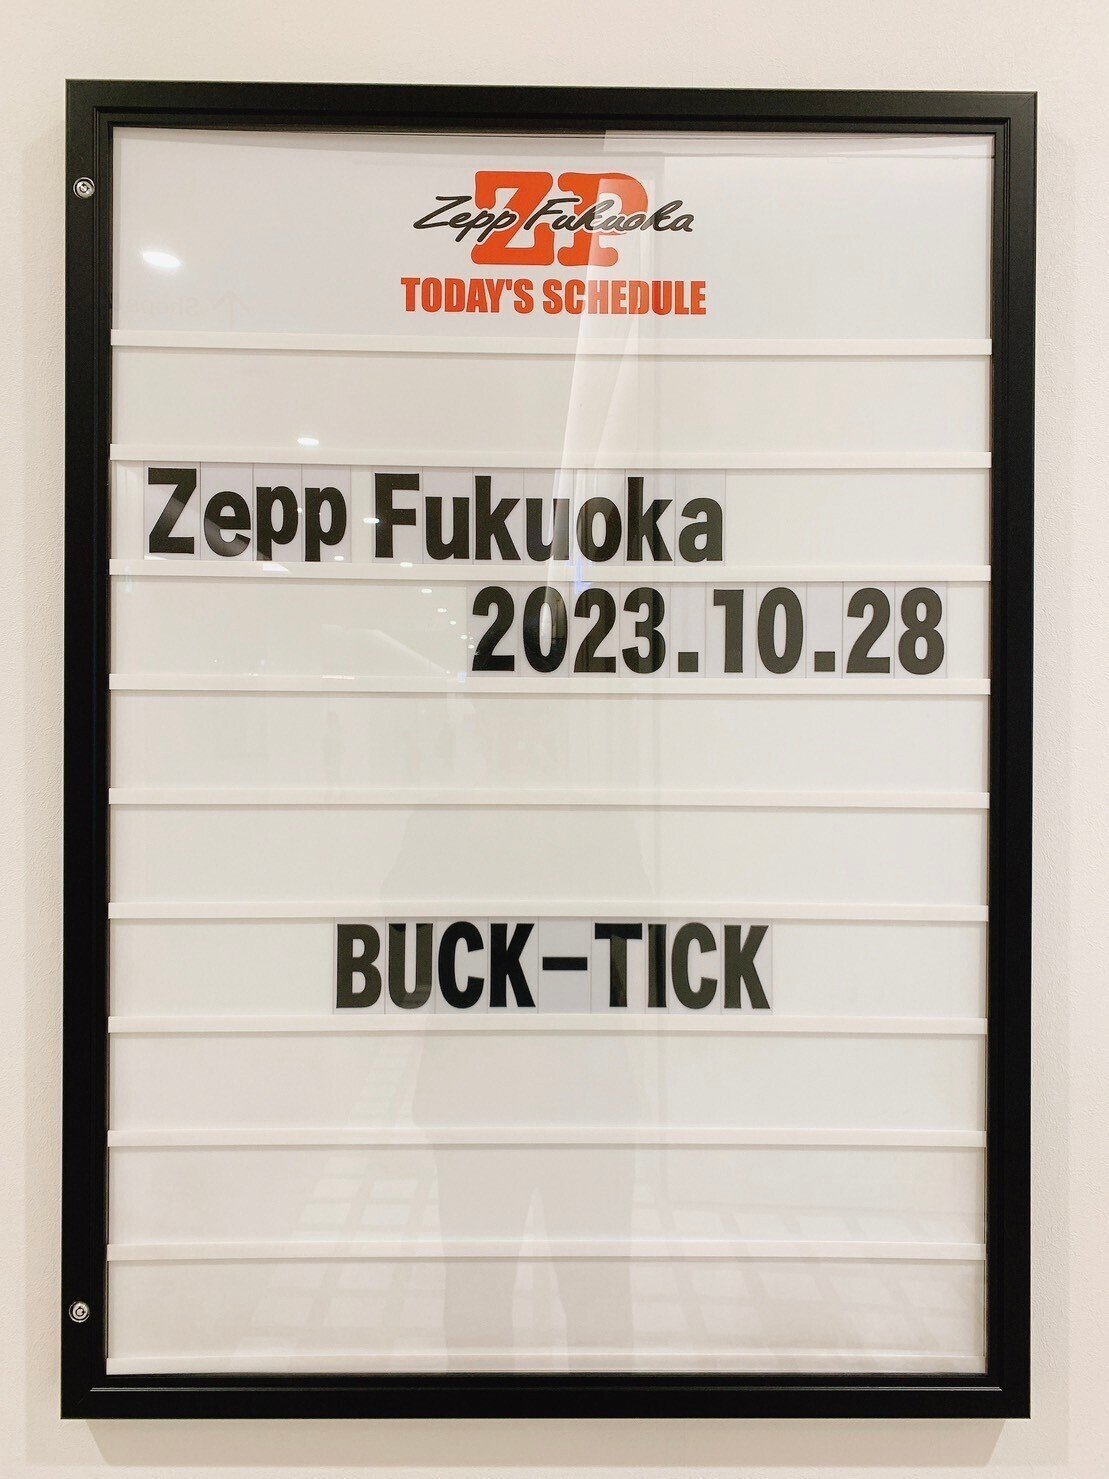 ZP
Zepp Fukuoka
TODAY'S SCHEDULE
Zepp Fukuoka
2023.10.28
BUCK-TICK